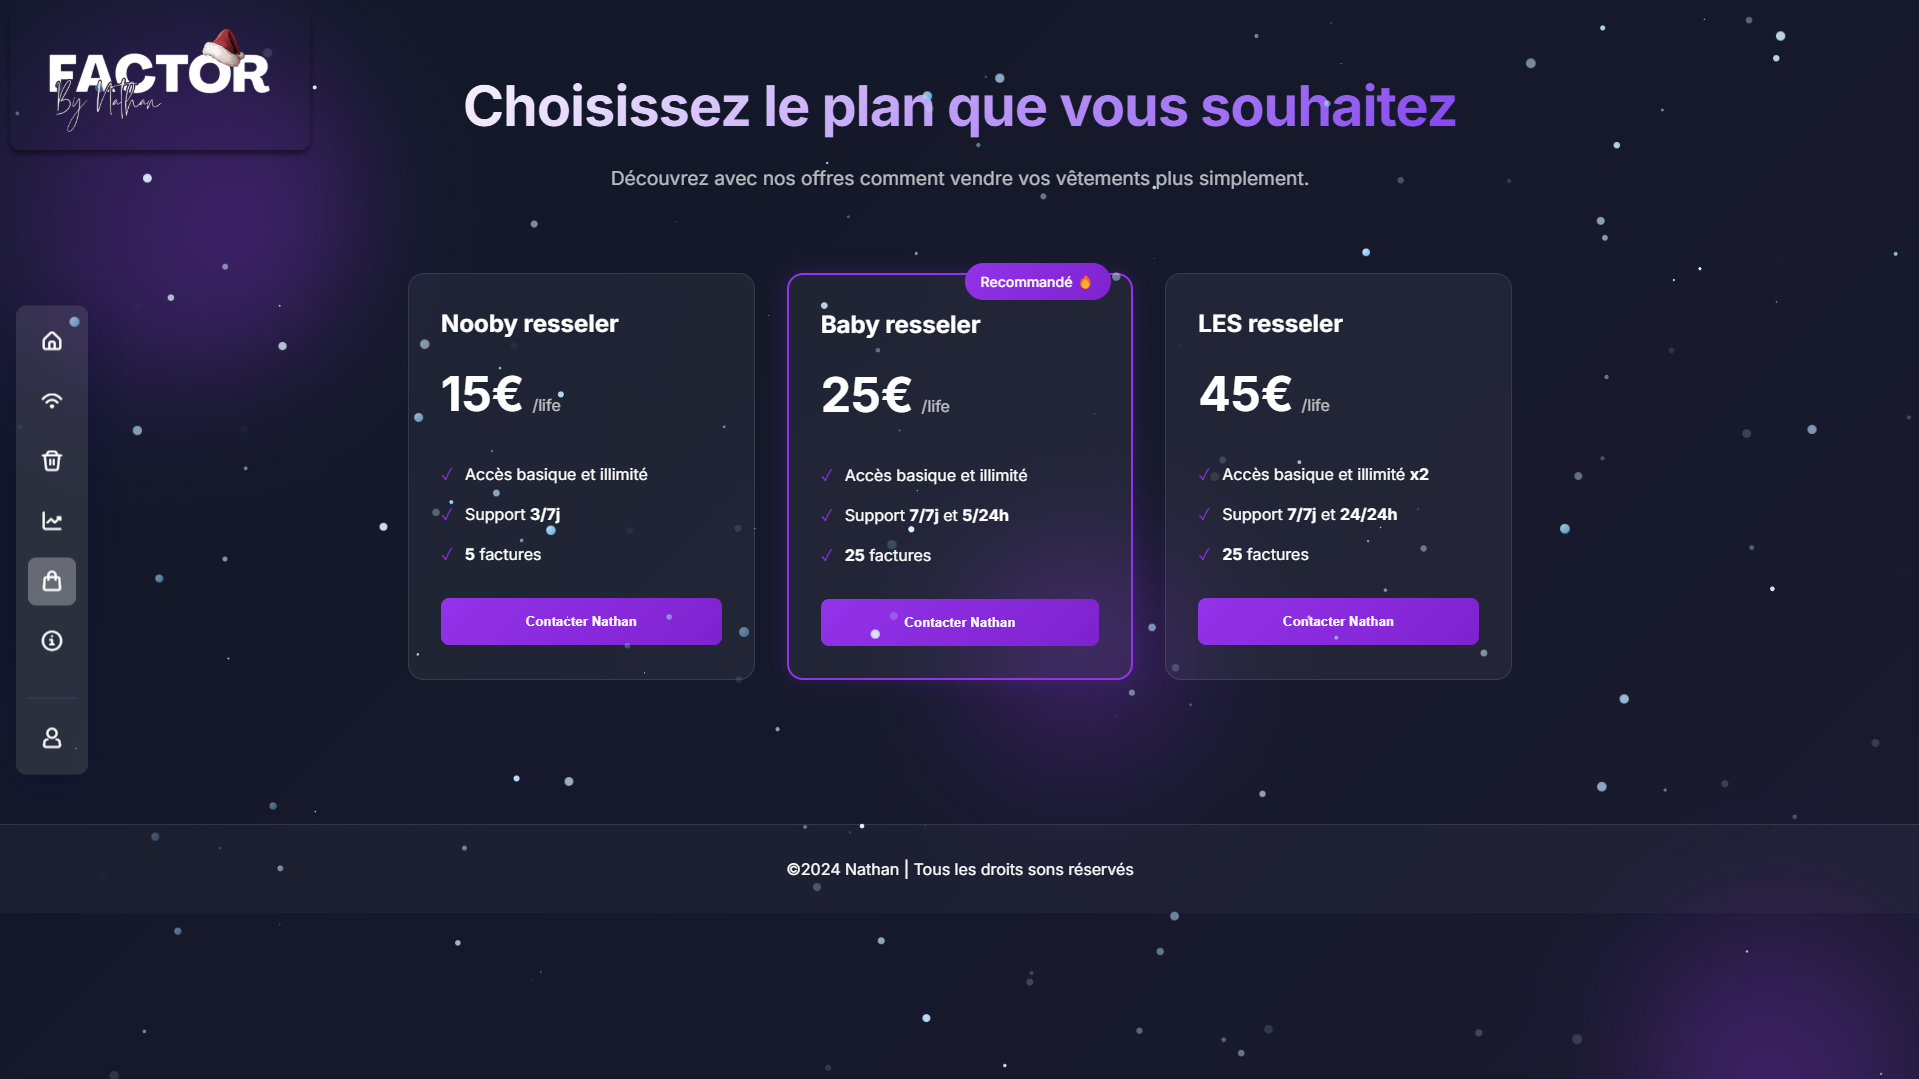 FACTOR
By Nathan
Choisissez le plan que vous souhaitez
Découvrez avec nos offres comment vendre vos vêtements plus simplement.
Nooby resseler
15€ /life
✓ Accès basique et illimité
✓ Support 3/7j
✓ 5 factures
Contacter Nathan
Recommandé 🔥
Baby resseler
25€ /life
✓ Accès basique et illimité
✓ Support 7/7j et 5/24h
✓ 25 factures
Contacter Nathan
LES resseler
45€ /life
✓ Accès basique et illimité x2
✓ Support 7/7j et 24/24h
✓ 25 factures
Contacter Nathan
©2024 Nathan | Tous les droits sons réservés